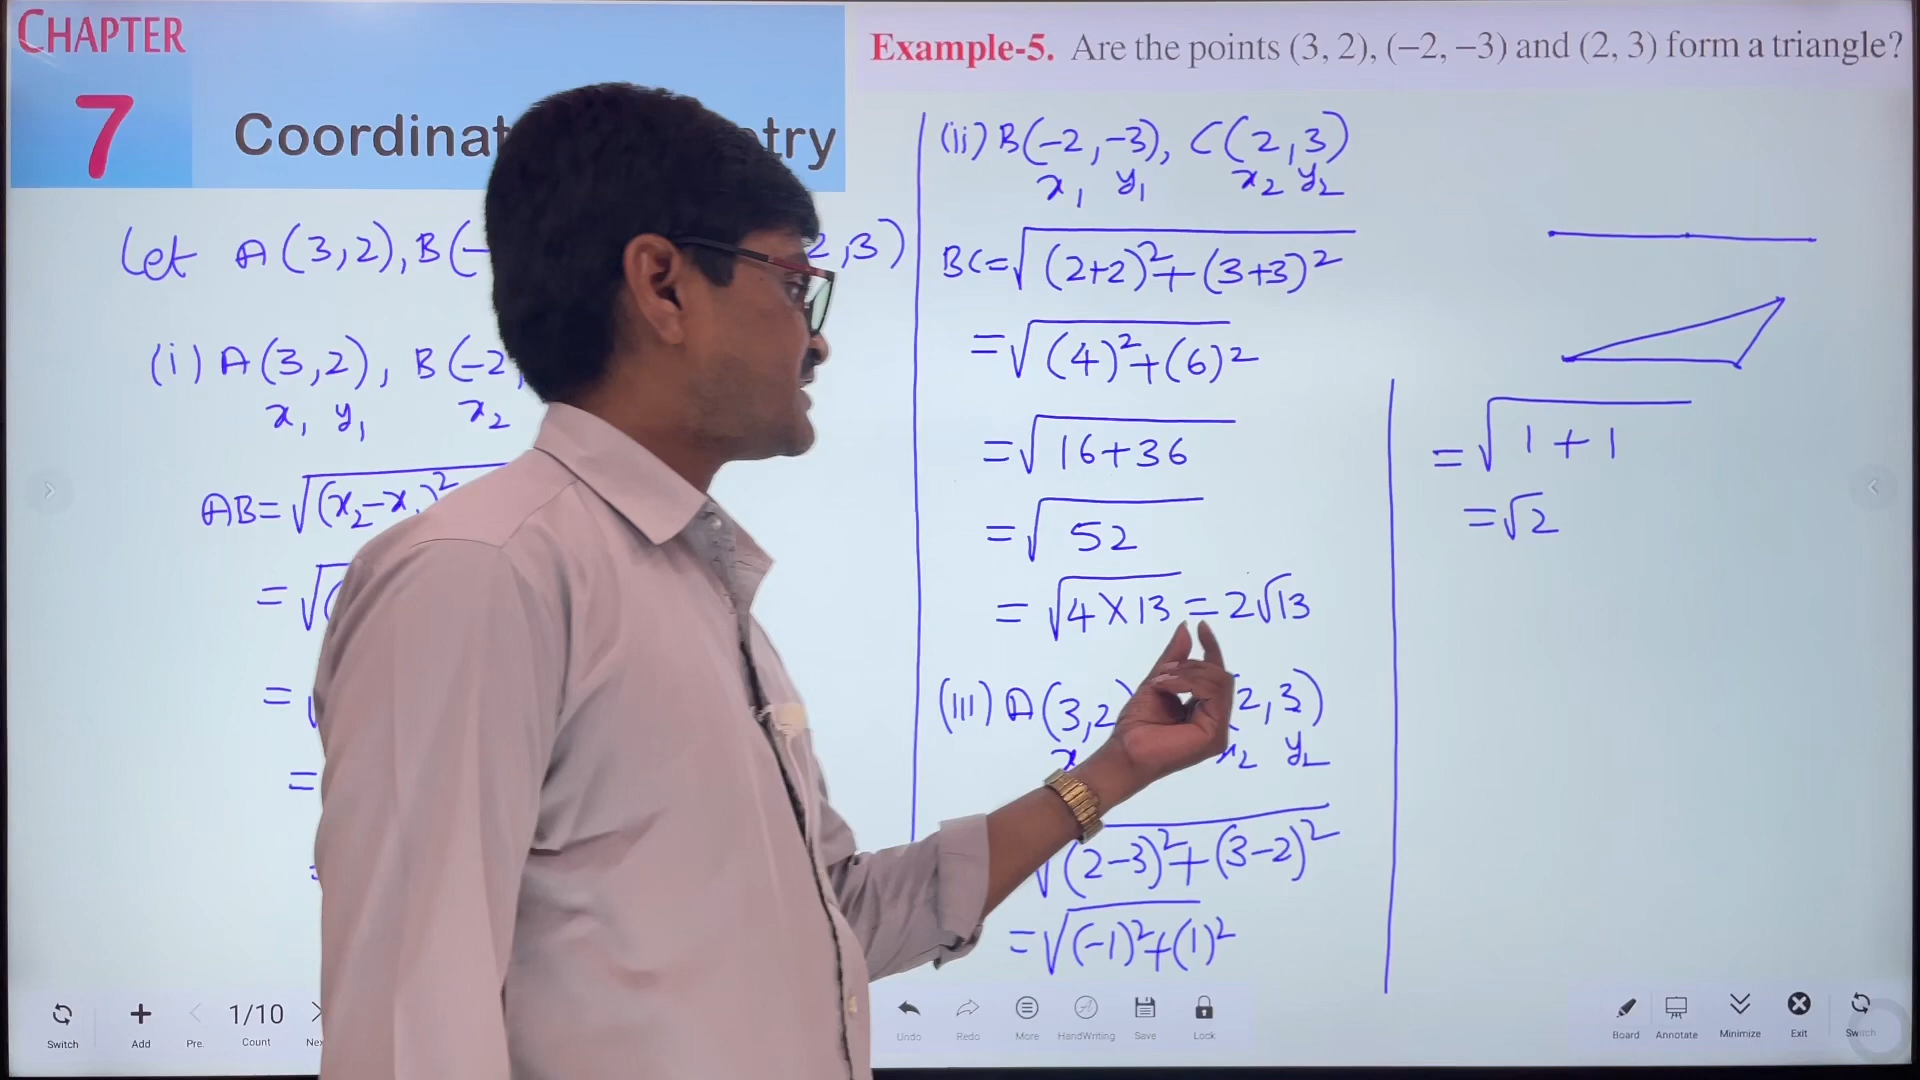 CHAPTER
7
Example-5. Are the points (3, 2), (−2, −3) and (2, 3) form a triangle?
Let A(3,2), B(− 2,3)
(i) A(3,2), B(−2,
x₁ y₁ x₂
AB=√(x₂−x₁)²
=√(
=√
=
(ii) B(−2,−3), C(2,3)
x₁ y₁ x₂ y₂
BC=√(2+2)²+(3+3)²
=√(4)²+(6)²
=√16+36
=√52
=√4×13=2√13
(iii) A(3,2) (2,3)
x x₂ y₂
√(2−3)²+(3−2)²
=√(−1)²+(1)²
=√1+1
=√2
Switch
Add
Pre.
1/10
Count
Undo
Redo
More
HandWriting
Save
Lock
Board
Annotate
Minimize
Exit
Switch